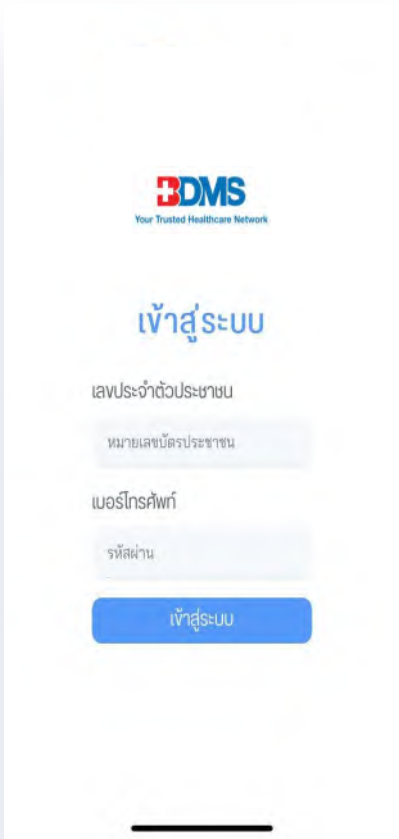 BDMS
Your Trusted Healthcare Network
เข้าสู่ระบบ
เลขประจำตัวประชาชน
หมายเลขบัตรประชาชน
เบอร์โทรศัพท์
รหัสผ่าน
เข้าสู่ระบบ